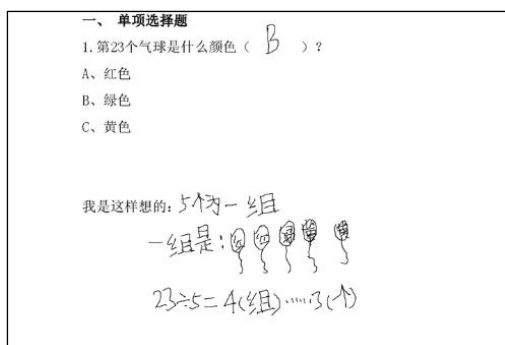 一、 单项选择题
1. 第23个气球是什么颜色（ B ）？
A、红色
B、绿色
C、黄色
我是这样想的：5个为一组
一组是：红 红
23÷5=4(组)……3(个)